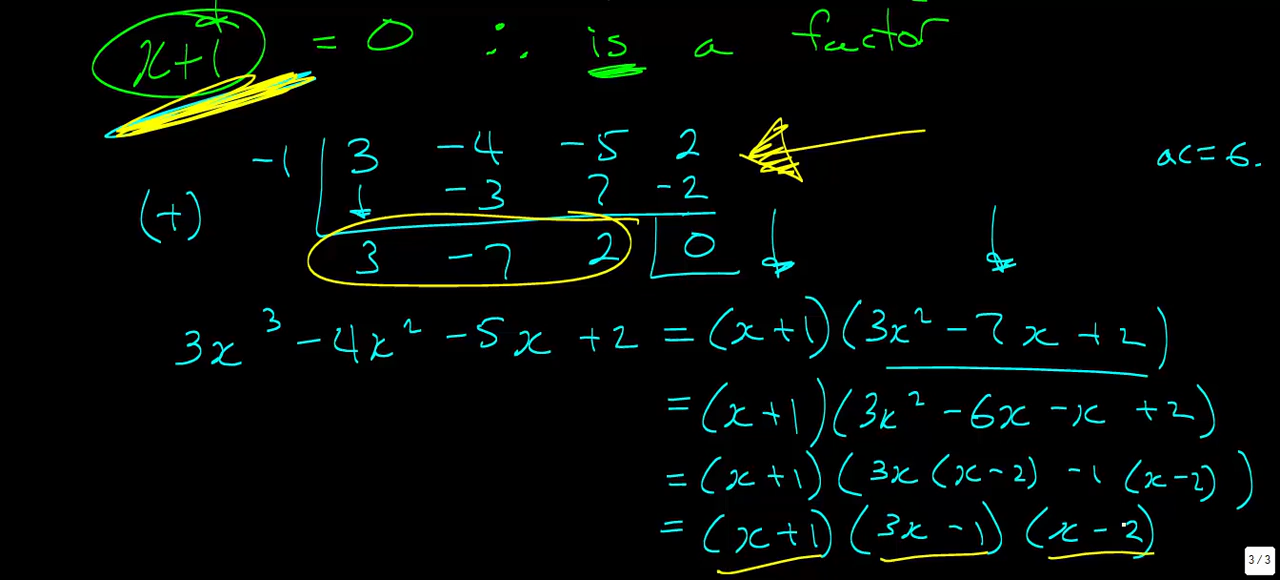 x+1 = 0 ∴ is a factor
-1 | 3 -4 -5 2
ac = 6.
(+) ↓ -3 7 -2
3 -7 2 | 0
3x³ - 4x² - 5x + 2 = (x+1)(3x² - 7x + 2)
= (x+1)(3x² - 6x - x + 2)
= (x+1)(3x(x-2) -1(x-2))
= (x+1)(3x-1)(x-2)
3 / 3